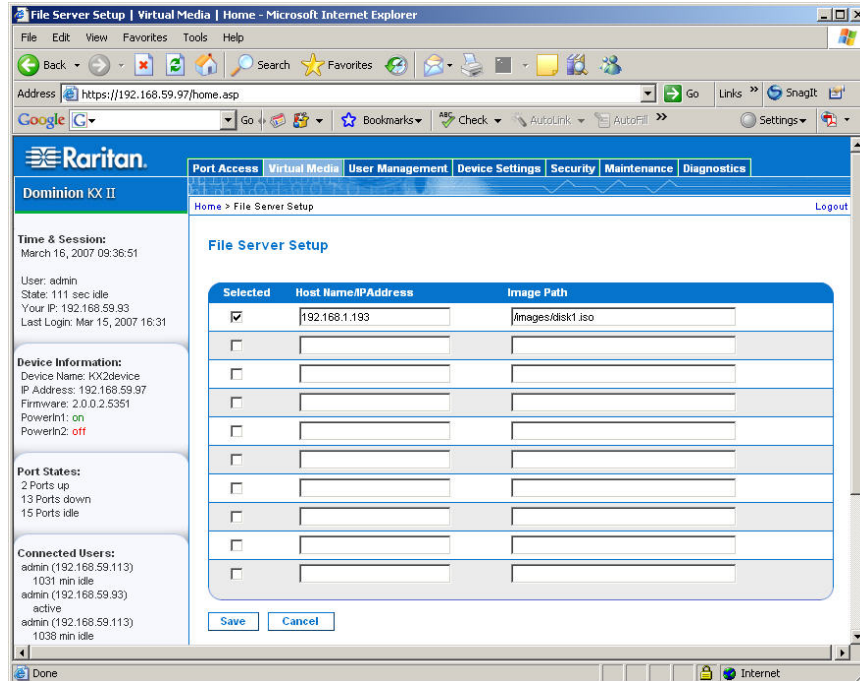 File Server Setup | Virtual Media | Home - Microsoft Internet Explorer
File Edit View Favorites Tools Help
Back Search Favorites
Address https://192.168.59.97/home.asp Go Links » SnagIt
Google G Go Bookmarks ABC Check AutoLink AutoFill » Settings
Raritan.
Port Access Virtual Media User Management Device Settings Security Maintenance Diagnostics
Dominion KX II
Home > File Server Setup Logout
Time & Session:
March 16, 2007 09:36:51
User: admin
State: 111 sec idle
Your IP: 192.168.59.93
Last Login: Mar 15, 2007 16:31
Device Information:
Device Name: KX2device
IP Address: 192.168.59.97
Firmware: 2.0.0.2.5351
PowerIn1: on
PowerIn2: off
Port States:
2 Ports up
13 Ports down
15 Ports idle
Connected Users:
admin (192.168.59.113)
1031 min idle
admin (192.168.59.93)
active
admin (192.168.59.113)
1038 min idle
File Server Setup
Selected Host Name/IPAddress Image Path
192.168.1.193 /images/disk1.iso
Save Cancel
Done Internet